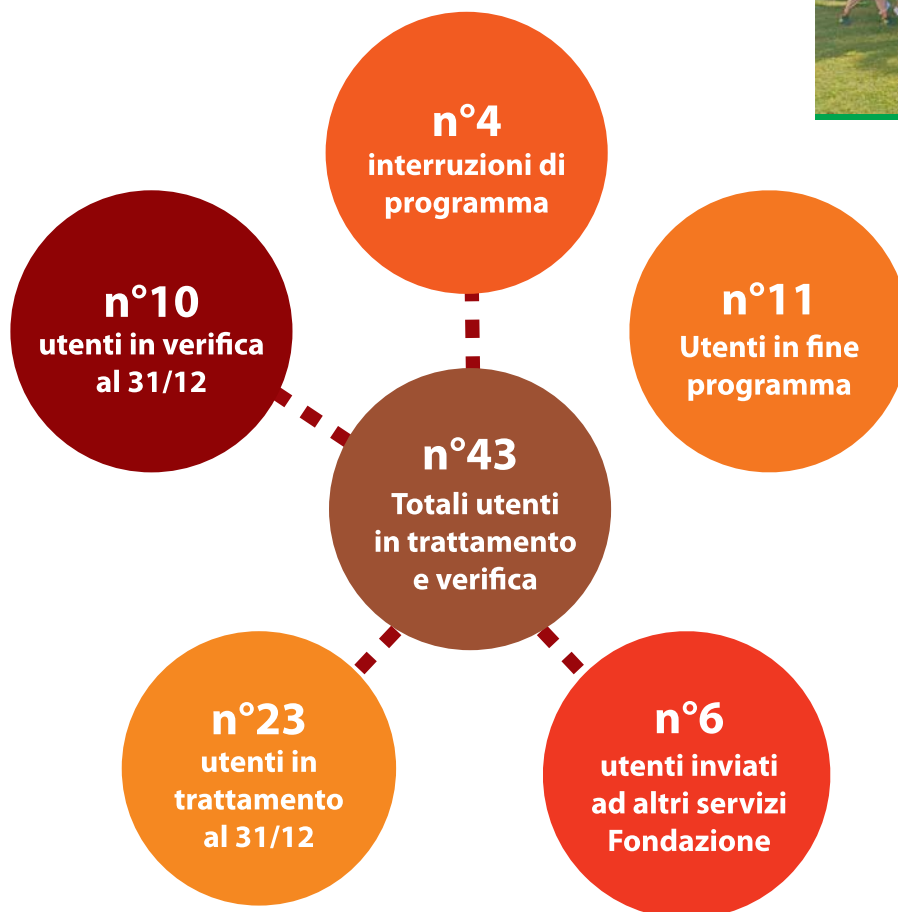 n°4
interruzioni di
programma
n°10
utenti in verifica
al 31/12
n°11
Utenti in fine
programma
n°43
Totali utenti
in trattamento
e verifica
n°23
utenti in
trattamento
al 31/12
n°6
utenti inviati
ad altri servizi
Fondazione